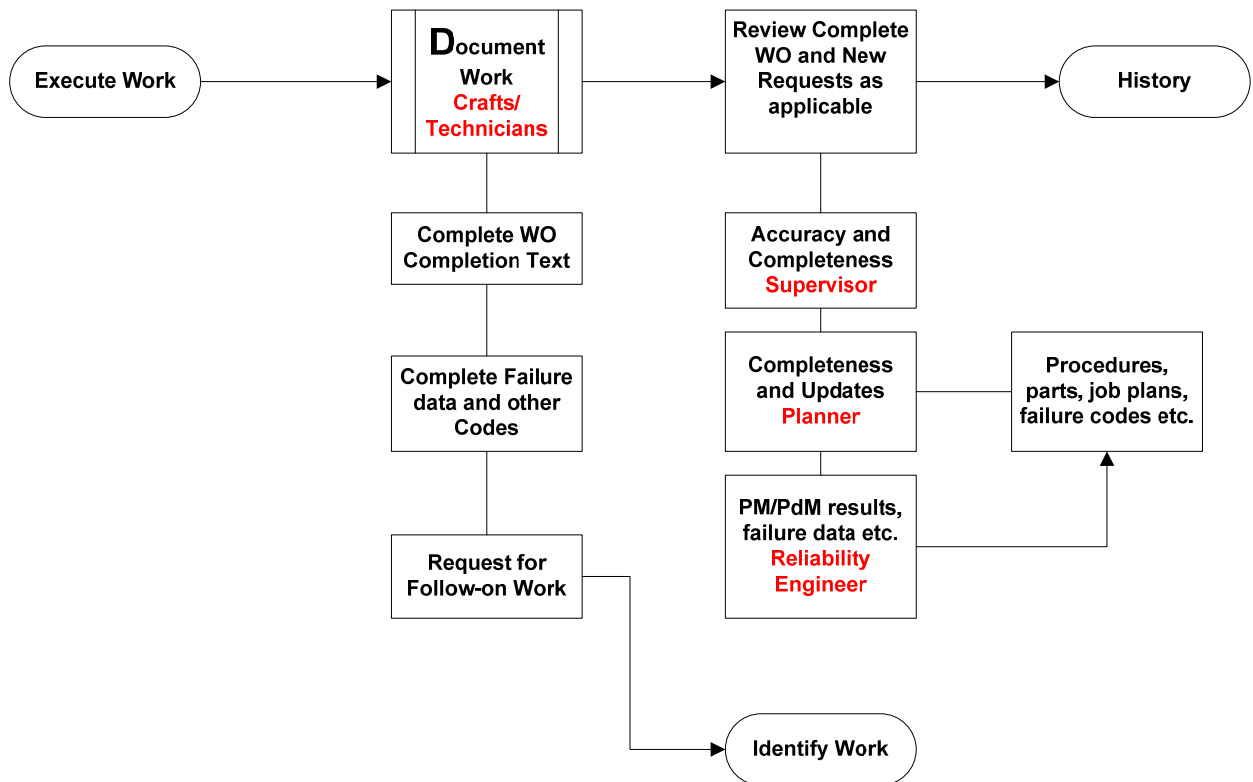 Execute Work
Document
Work
Crafts/
Technicians
Review Complete
WO and New
Requests as
applicable
History
Complete WO
Completion Text
Accuracy and
Completeness
Supervisor
Complete Failure
data and other
Codes
Completeness
and Updates
Planner
Procedures,
parts, job plans,
failure codes etc.
PM/PdM results,
failure data etc.
Reliability
Engineer
Request for
Follow-on Work
Identify Work